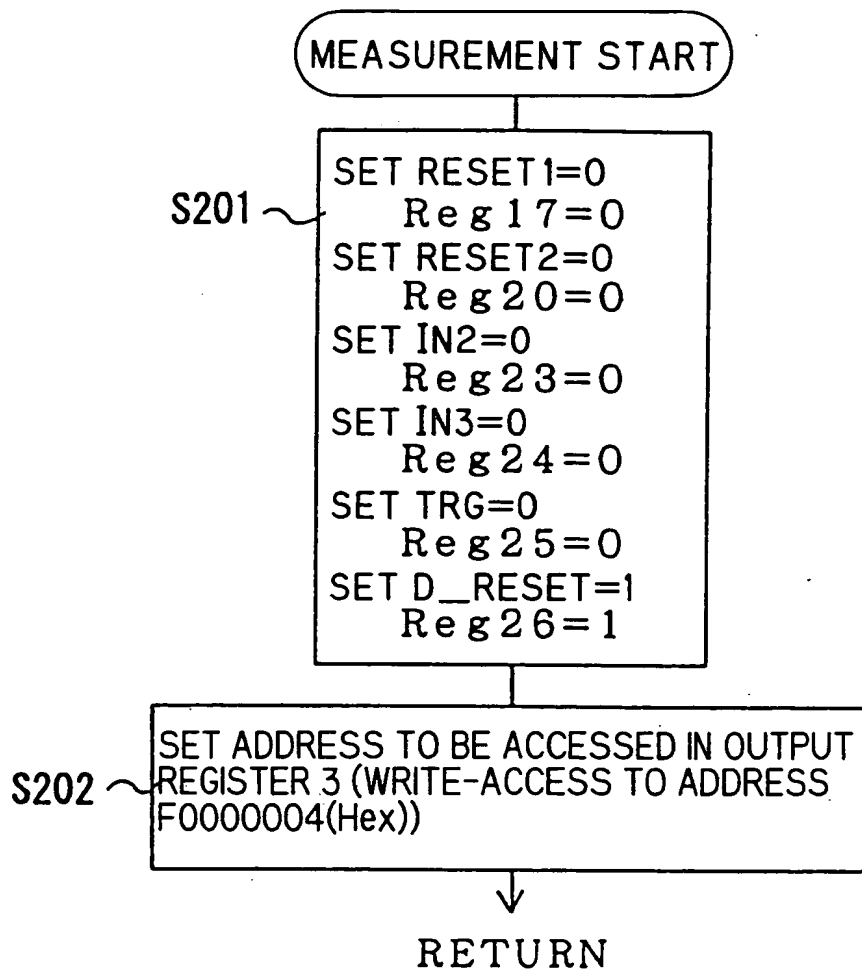 MEASUREMENT START
S201
SET RESET1=0
Reg17=0
SET RESET2=0
Reg20=0
SET IN2=0
Reg23=0
SET IN3=0
Reg24=0
SET TRG=0
Reg25=0
SET D_RESET=1
Reg26=1
S202
SET ADDRESS TO BE ACCESSED IN OUTPUT
REGISTER 3 (WRITE-ACCESS TO ADDRESS
F0000004(Hex))
RETURN